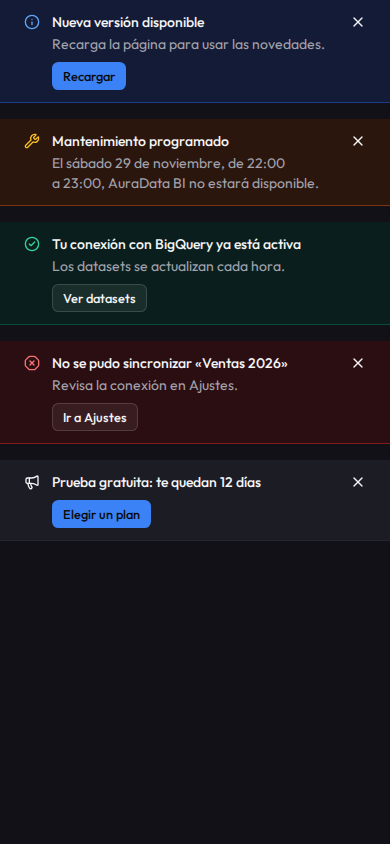 Nueva versión disponible
Recarga la página para usar las novedades.
Recargar
Mantenimiento programado
El sábado 29 de noviembre, de 22:00
a 23:00, AuraData BI no estará disponible.
Tu conexión con BigQuery ya está activa
Los datasets se actualizan cada hora.
Ver datasets
No se pudo sincronizar «Ventas 2026»
Revisa la conexión en Ajustes.
Ir a Ajustes
Prueba gratuita: te quedan 12 días
Elegir un plan